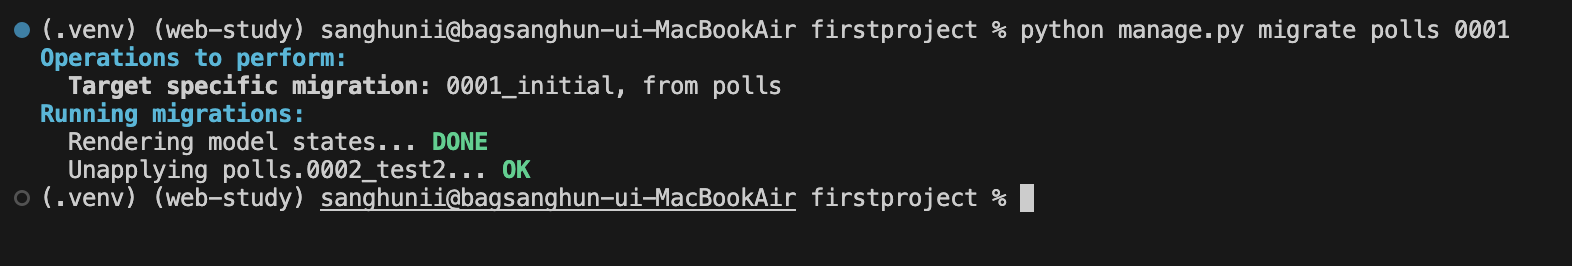 (.venv) (web-study) sanghunii@bagsanghun-ui-MacBookAir firstproject % python manage.py migrate polls 0001
Operations to perform:
  Target specific migration: 0001_initial, from polls
Running migrations:
  Rendering model states... DONE
  Unapplying polls.0002_test2... OK
(.venv) (web-study) sanghunii@bagsanghun-ui-MacBookAir firstproject %